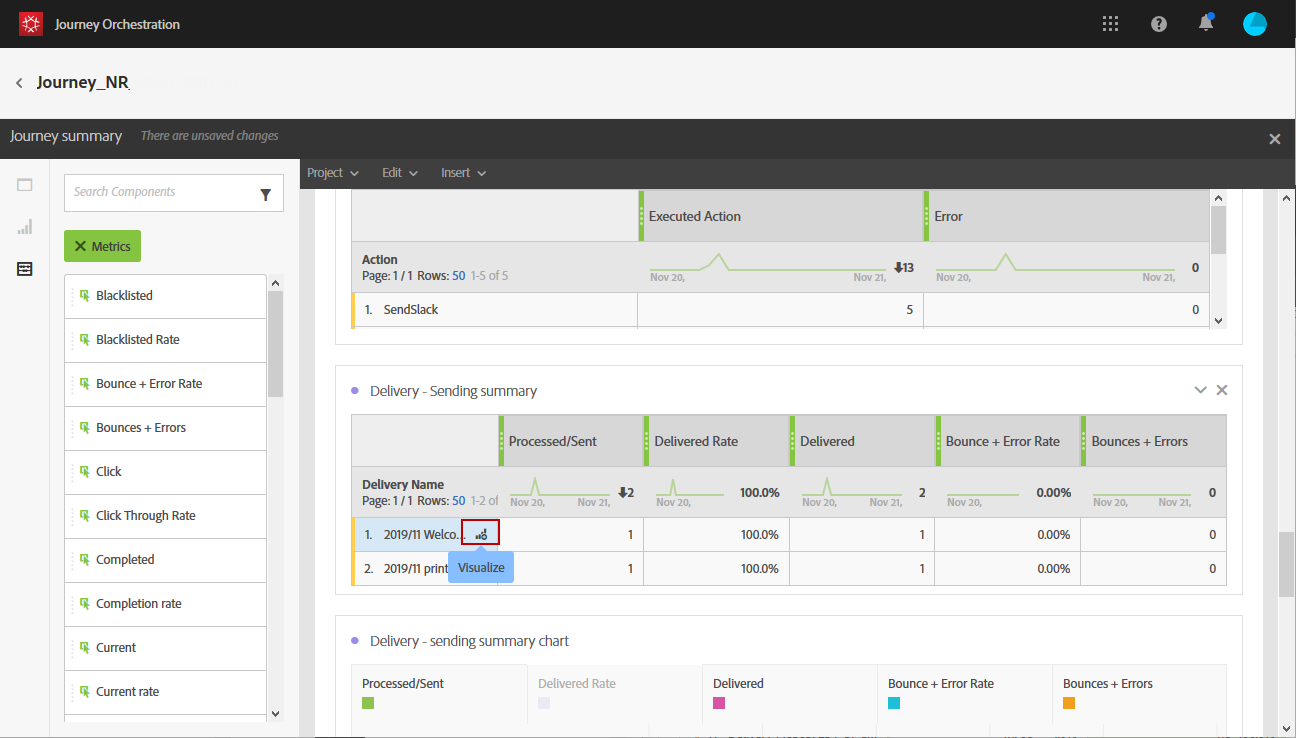 Journey Orchestration
Journey_NR
Journey summary There are unsaved changes
Project Edit Insert
Search Components
Metrics
Blacklisted
Blacklisted Rate
Bounce + Error Rate
Bounces + Errors
Click
Click Through Rate
Completed
Completion rate
Current
Current rate
Executed Action Error
Action
Page: 1 / 1 Rows: 50 1-5 of 5
Nov 20, Nov 21, 13 Nov 20, Nov 21, 0
1. SendSlack 5 0
Delivery - Sending summary
Processed/Sent Delivered Rate Delivered Bounce + Error Rate Bounces + Errors
Delivery Name
Page: 1 / 1 Rows: 50 1-2 of
Nov 20, Nov 21, 2 Nov 20, 100.0% Nov 20, Nov 21, 2 Nov 20, 0.00% Nov 20, Nov 21, 0
1. 2019/11 Welco... 1 100.0% 1 0.00% 0
Visualize
2. 2019/11 print 1 100.0% 1 0.00% 0
Delivery - sending summary chart
Processed/Sent Delivered Rate Delivered Bounce + Error Rate Bounces + Errors